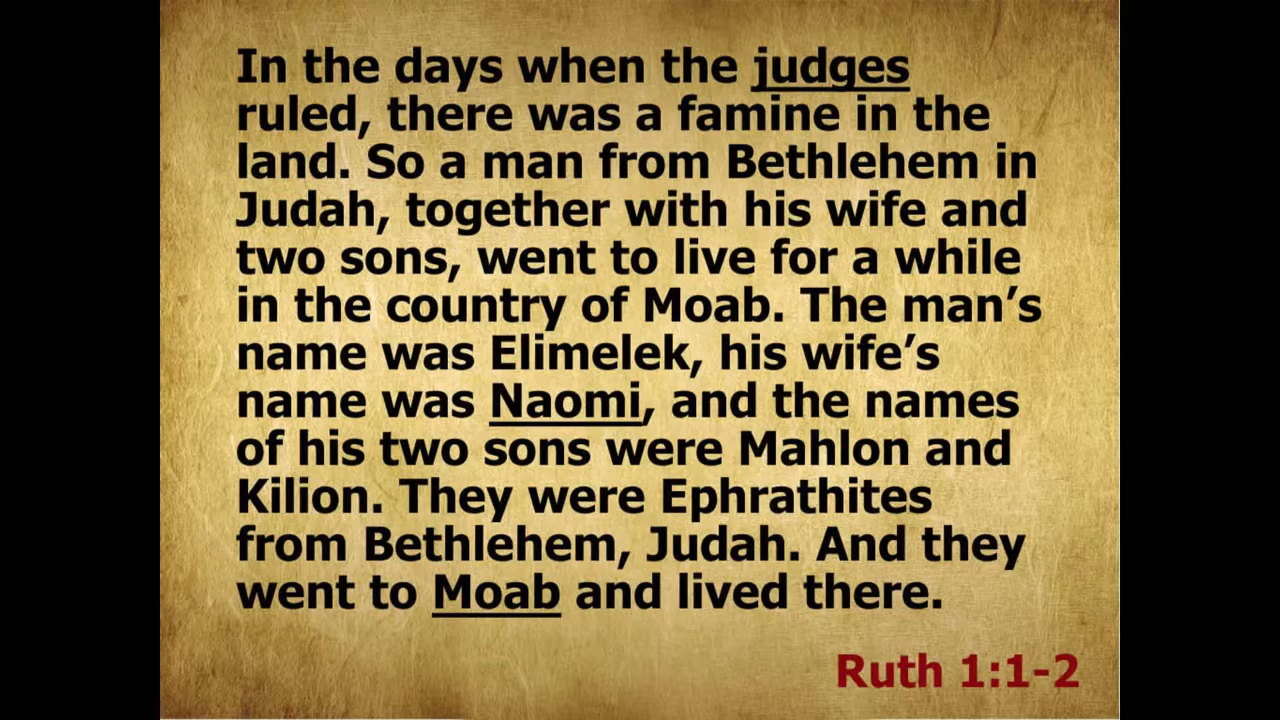 In the days when the judges
ruled, there was a famine in the
land. So a man from Bethlehem in
Judah, together with his wife and
two sons, went to live for a while
in the country of Moab. The man’s
name was Elimelek, his wife’s
name was Naomi, and the names
of his two sons were Mahlon and
Kilion. They were Ephrathites
from Bethlehem, Judah. And they
went to Moab and lived there.
Ruth 1:1-2